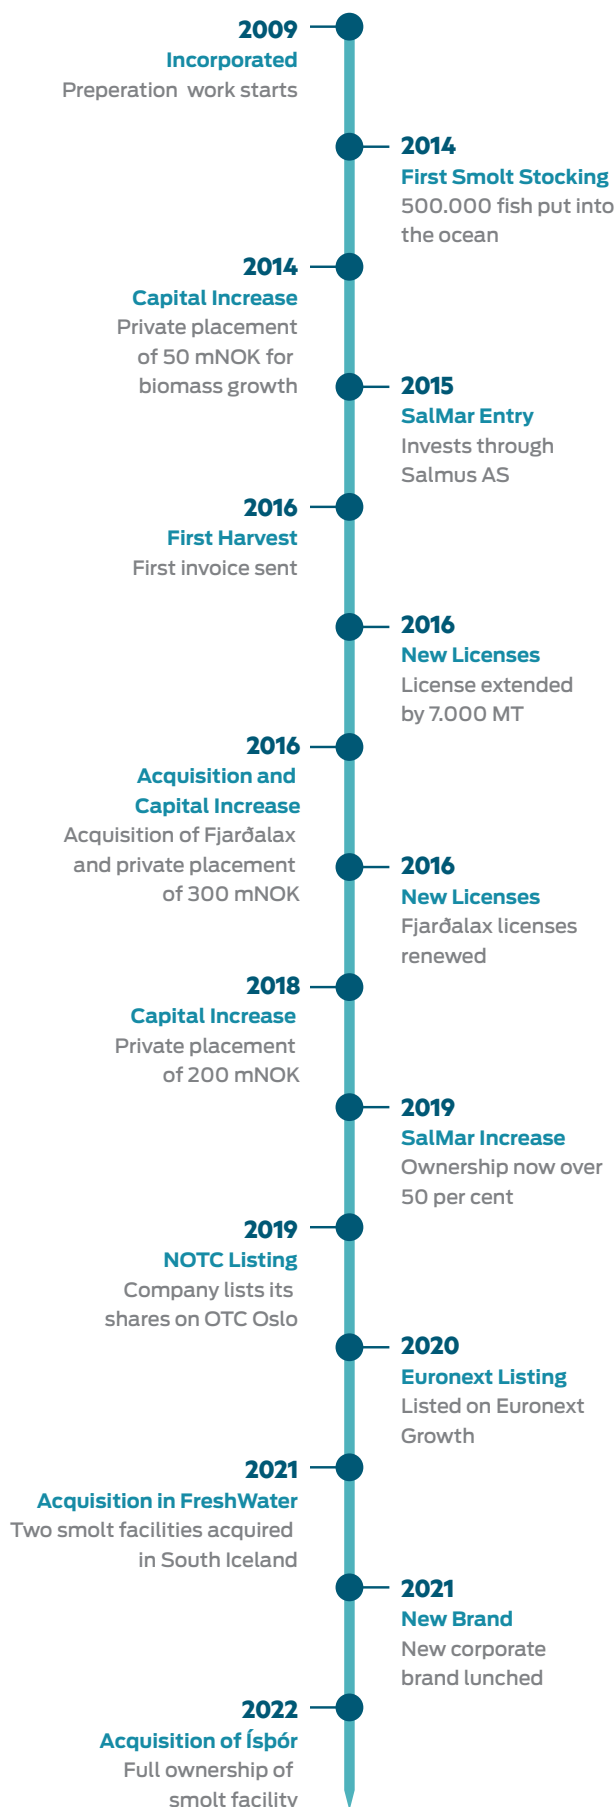 2009
Incorporated
Preperation work starts
2014
First Smolt Stocking
500.000 fish put into
the ocean
2014
Capital Increase
Private placement
of 50 mNOK for
biomass growth
2015
SalMar Entry
Invests through
Salmus AS
2016
First Harvest
First invoice sent
2016
New Licenses
License extended
by 7.000 MT
2016
Acquisition and
Capital Increase
Acquisition of Fjarðalax
and private placement
of 300 mNOK
2016
New Licenses
Fjarðalax licenses
renewed
2018
Capital Increase
Private placement
of 200 mNOK
2019
SalMar Increase
Ownership now over
50 per cent
2019
NOTC Listing
Company lists its
shares on OTC Oslo
2020
Euronext Listing
Listed on Euronext
Growth
2021
Acquisition in FreshWater
Two smolt facilities acquired
in South Iceland
2021
New Brand
New corporate
brand lunched
2022
Acquisition of Ísþór
Full ownership of
smolt facility